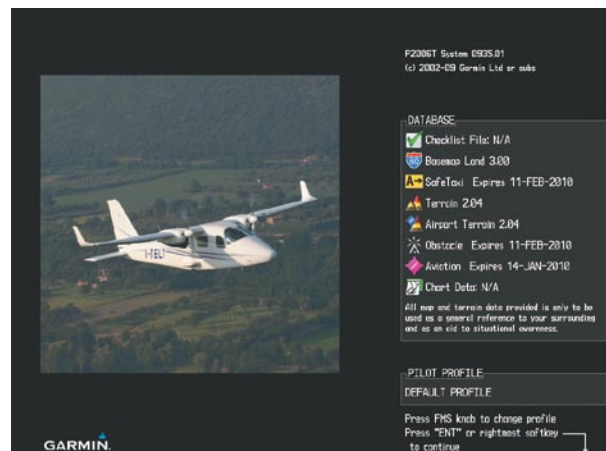 P2006T System 0935.01
(c) 2002-09 Garmin Ltd or subs
DATABASE
Checklist File: N/A
Basemap Land 3.00
SafeTaxi Expires 11-FEB-2010
Terrain 2.04
Airport Terrain 2.04
Obstacle Expires 11-FEB-2010
Aviation Expires 14-JAN-2010
Chart Data: N/A
All map and terrain data provided is only to be
used as a general reference to your surrounding
and as an aid to situational awareness.
PILOT PROFILE
DEFAULT PROFILE
Press FMS knob to change profile
Press "ENT" or rightmost softkey
to continue
I-TELT
GARMIN.